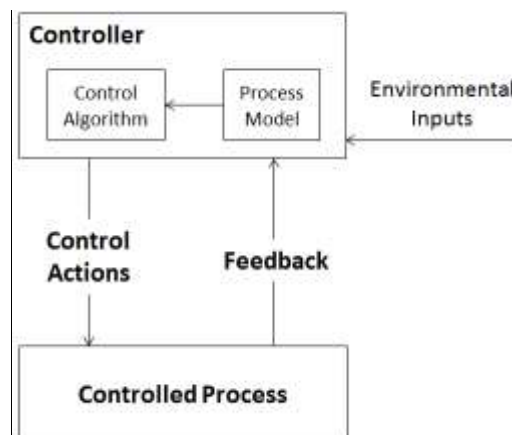 Controller
Control
Algorithm
Process
Model
Environmental
Inputs
Control
Actions
Feedback
Controlled Process